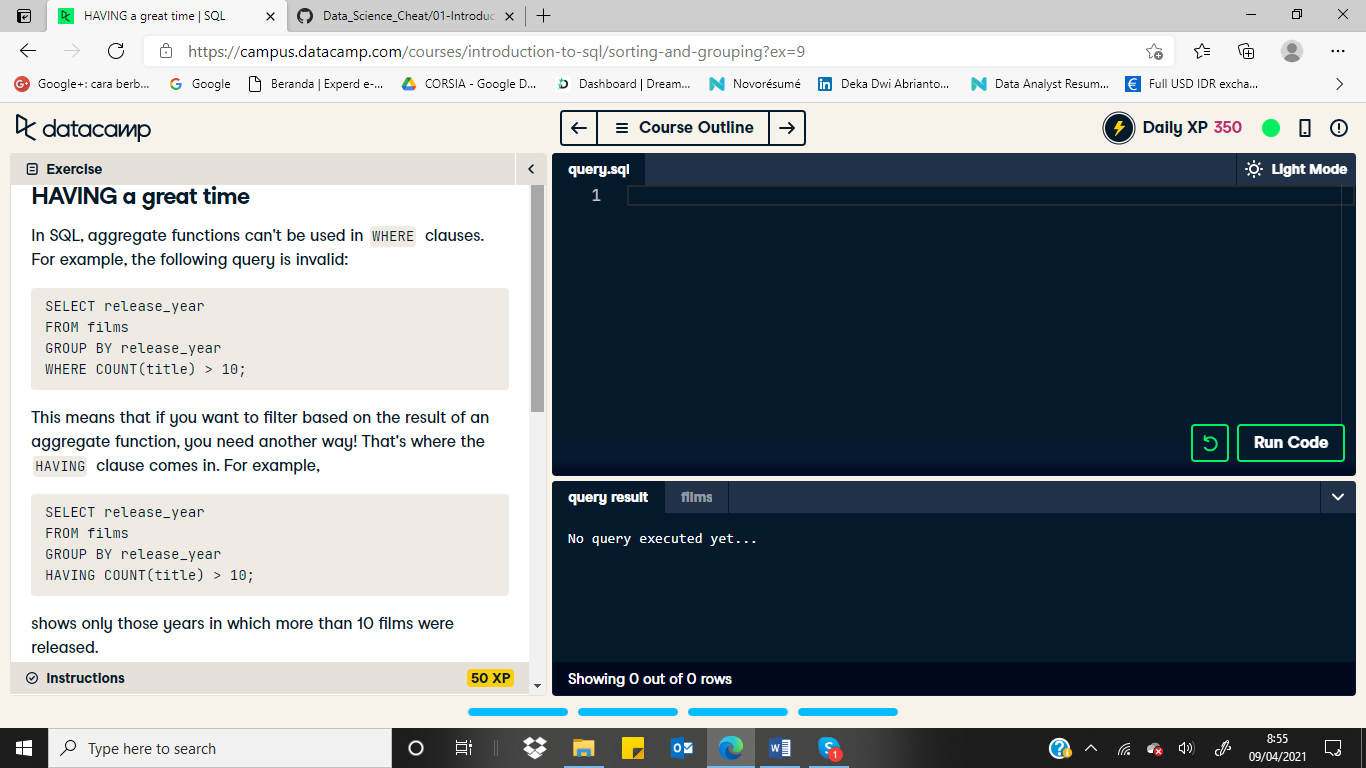 HAVING a great time | SQL
Data_Science_Cheat/01-Introduc
https://campus.datacamp.com/courses/introduction-to-sql/sorting-and-grouping?ex=9
Google+: cara berb...
Google
Beranda | Experd e-...
CORSIA - Google D...
Dashboard | Dream...
Novorésumé
Deka Dwi Abrianto...
Data Analyst Resum...
Full USD IDR excha...
datacamp
Course Outline
Daily XP 350
Exercise
HAVING a great time
In SQL, aggregate functions can't be used in WHERE clauses.
For example, the following query is invalid:
SELECT release_year
FROM films
GROUP BY release_year
WHERE COUNT(title) > 10;
This means that if you want to filter based on the result of an
aggregate function, you need another way! That's where the
HAVING clause comes in. For example,
SELECT release_year
FROM films
GROUP BY release_year
HAVING COUNT(title) > 10;
shows only those years in which more than 10 films were
released.
Instructions
50 XP
query.sql
Light Mode
1
Run Code
query result
films
No query executed yet...
Showing 0 out of 0 rows
Type here to search
1
8:55
09/04/2021